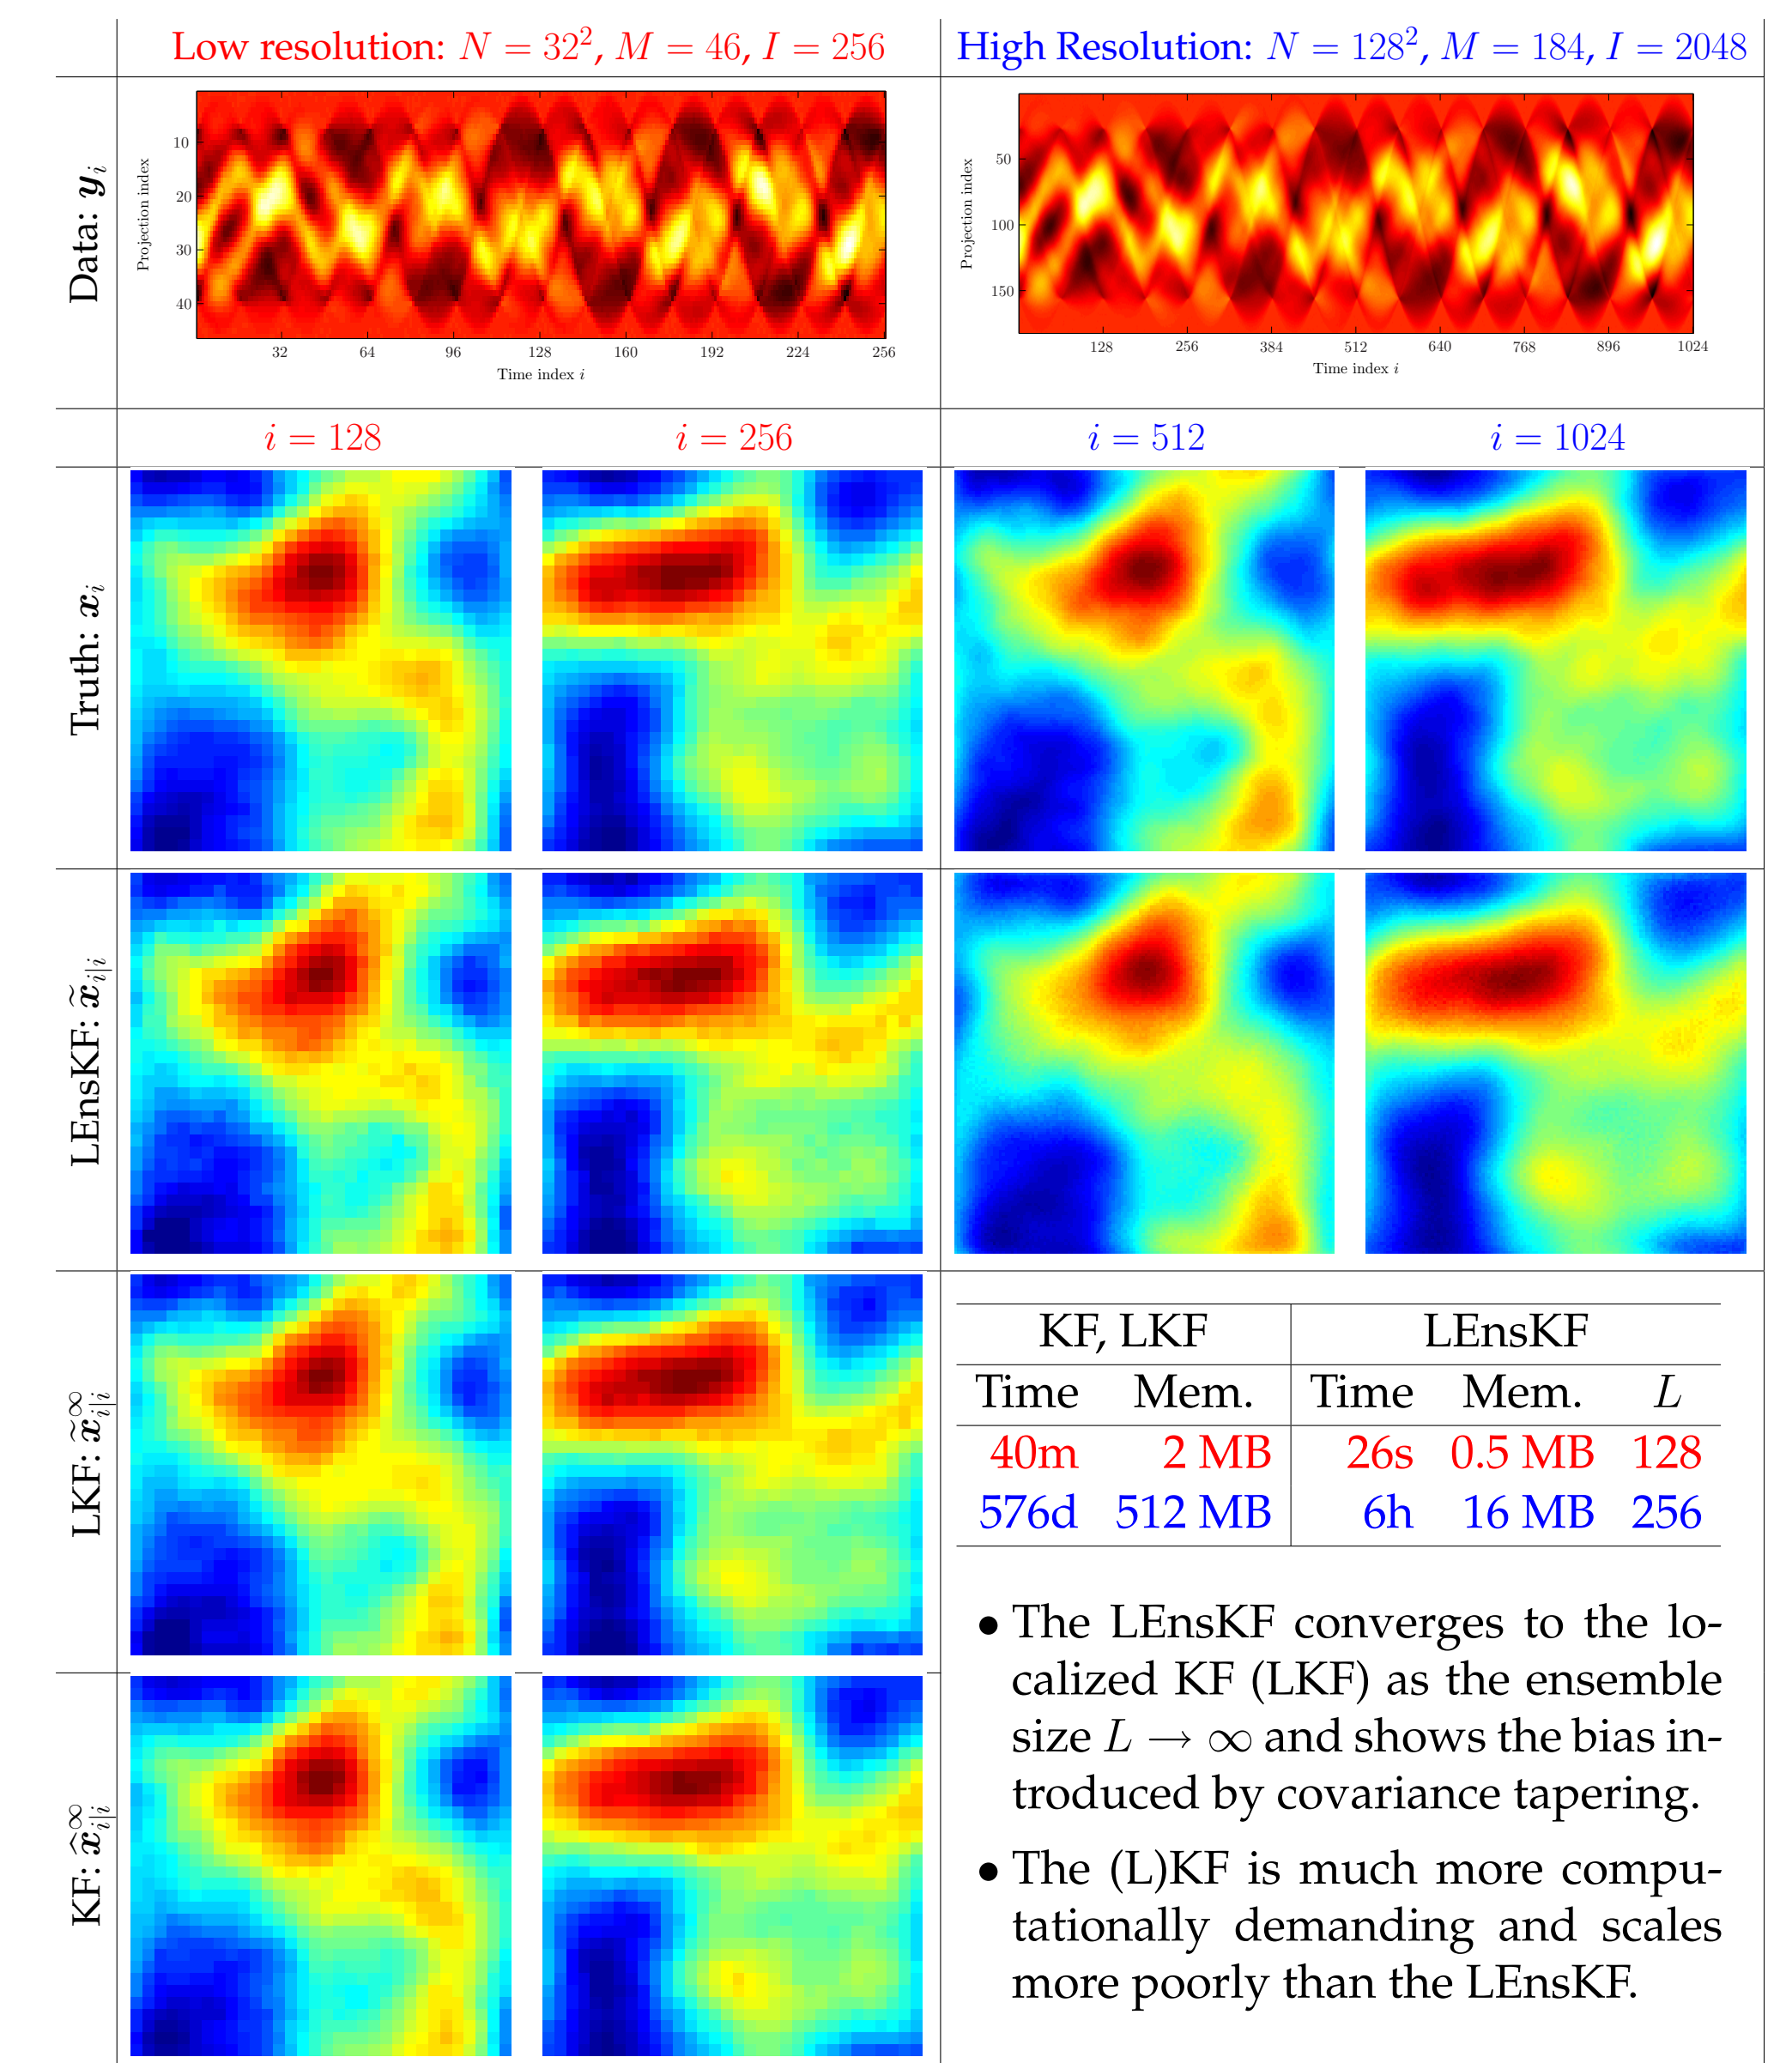 Low resolution: N = 32², M = 46, I = 256
High Resolution: N = 128², M = 184, I = 2048
Data: yᵢ
Projection index
10
20
30
40
32 64 96 128 160 192 224 256
Time index i
Projection index
50
100
150
128 256 384 512 640 768 896 1024
Time index i
i = 128
i = 256
i = 512
i = 1024
Truth: xᵢ
LEnsKF: x̃ᵢ|ᵢ
LKF: x̃ᵢ|ᵢ^∞
KF: x̂ᵢ|ᵢ^∞
KF, LKF LEnsKF
Time Mem. Time Mem. L
40m 2 MB 26s 0.5 MB 128
576d 512 MB 6h 16 MB 256
• The LEnsKF converges to the lo-
calized KF (LKF) as the ensemble
size L → ∞ and shows the bias in-
troduced by covariance tapering.
• The (L)KF is much more compu-
tationally demanding and scales
more poorly than the LEnsKF.